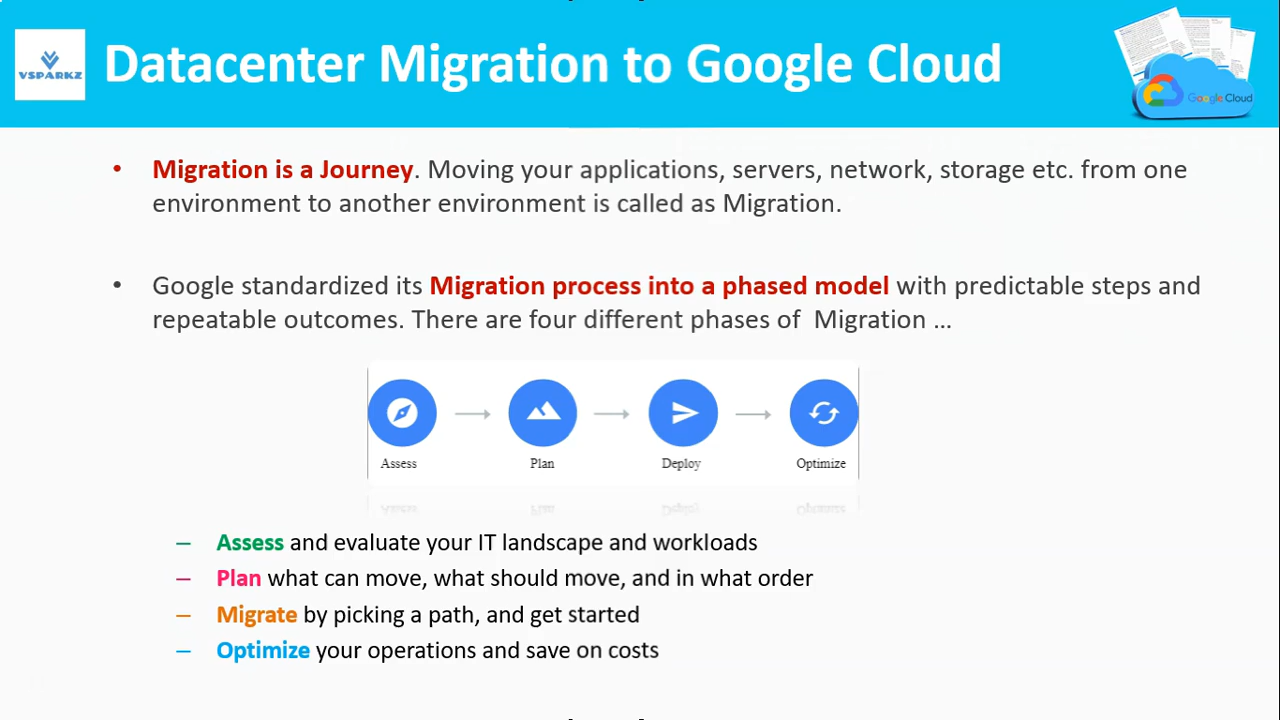 VSPARKZ
Datacenter Migration to Google Cloud
Google Cloud
• Migration is a Journey. Moving your applications, servers, network, storage etc. from one
environment to another environment is called as Migration.
• Google standardized its Migration process into a phased model with predictable steps and
repeatable outcomes. There are four different phases of Migration ...
Assess Plan Deploy Optimize
– Assess and evaluate your IT landscape and workloads
– Plan what can move, what should move, and in what order
– Migrate by picking a path, and get started
– Optimize your operations and save on costs